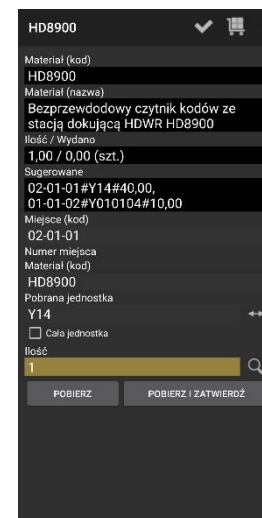 HD8900
Materiał (kod)
HD8900
Materiał (nazwa)
Bezprzewdodowy czytnik kodów ze
stacją dokującą HDWR HD8900
Ilość / Wydano
1,00 / 0,00 (szt.)
Sugerowane
02-01-01#Y14#40,00,
01-01-02#Y010104#10,00
Miejsce (kod)
02-01-01
Numer miejsca
Materiał (kod)
HD8900
Pobrana jednostka
Y14
Cała jednostka
Ilość
1
POBIERZ POBIERZ I ZATWIERDŹ